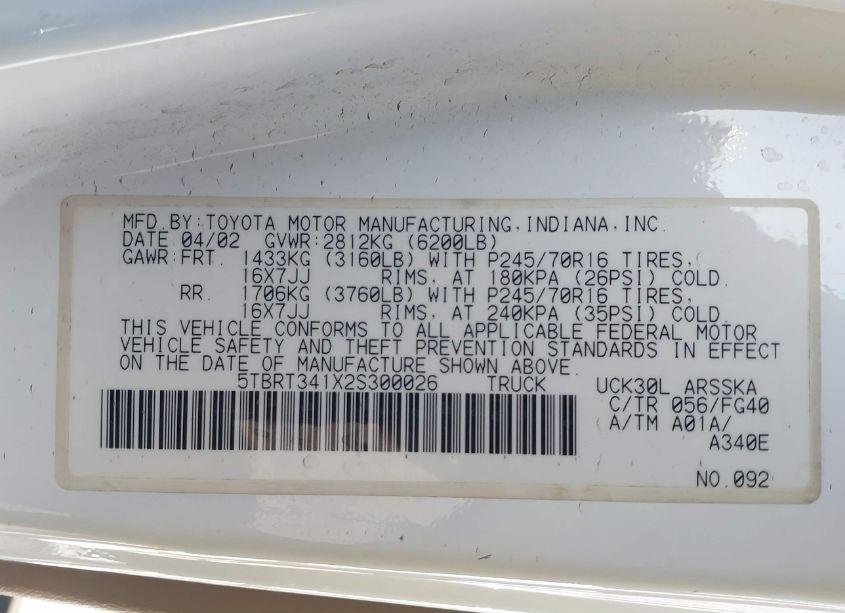 MFD.BY:TOYOTA MOTOR MANUFACTURING,INDIANA,INC.
DATE 04/02 GVWR:2812KG (6200LB)
GAWR:FRT. 1433KG (3160LB) WITH P245/70R16 TIRES,
16X7JJ RIMS, AT 180KPA (26PSI) COLD.
RR. 1706KG (3760LB) WITH P245/70R16 TIRES,
16X7JJ RIMS, AT 240KPA (35PSI) COLD.
THIS VEHICLE CONFORMS TO ALL APPLICABLE FEDERAL MOTOR
VEHICLE SAFETY AND THEFT PREVENTION STANDARDS IN EFFECT
ON THE DATE OF MANUFACTURE SHOWN ABOVE.
5TBRT341X2S300026 TRUCK UCK30L ARSSKA
C/TR 056/FG40
A/TM A01A/
A340E
NO.092